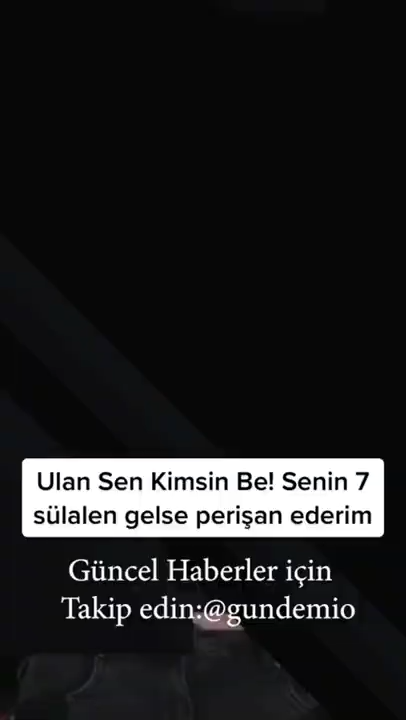 Ulan Sen Kimsin Be! Senin 7
sülalen gelse perişan ederim
Güncel Haberler için
Takip edin:@gundemio